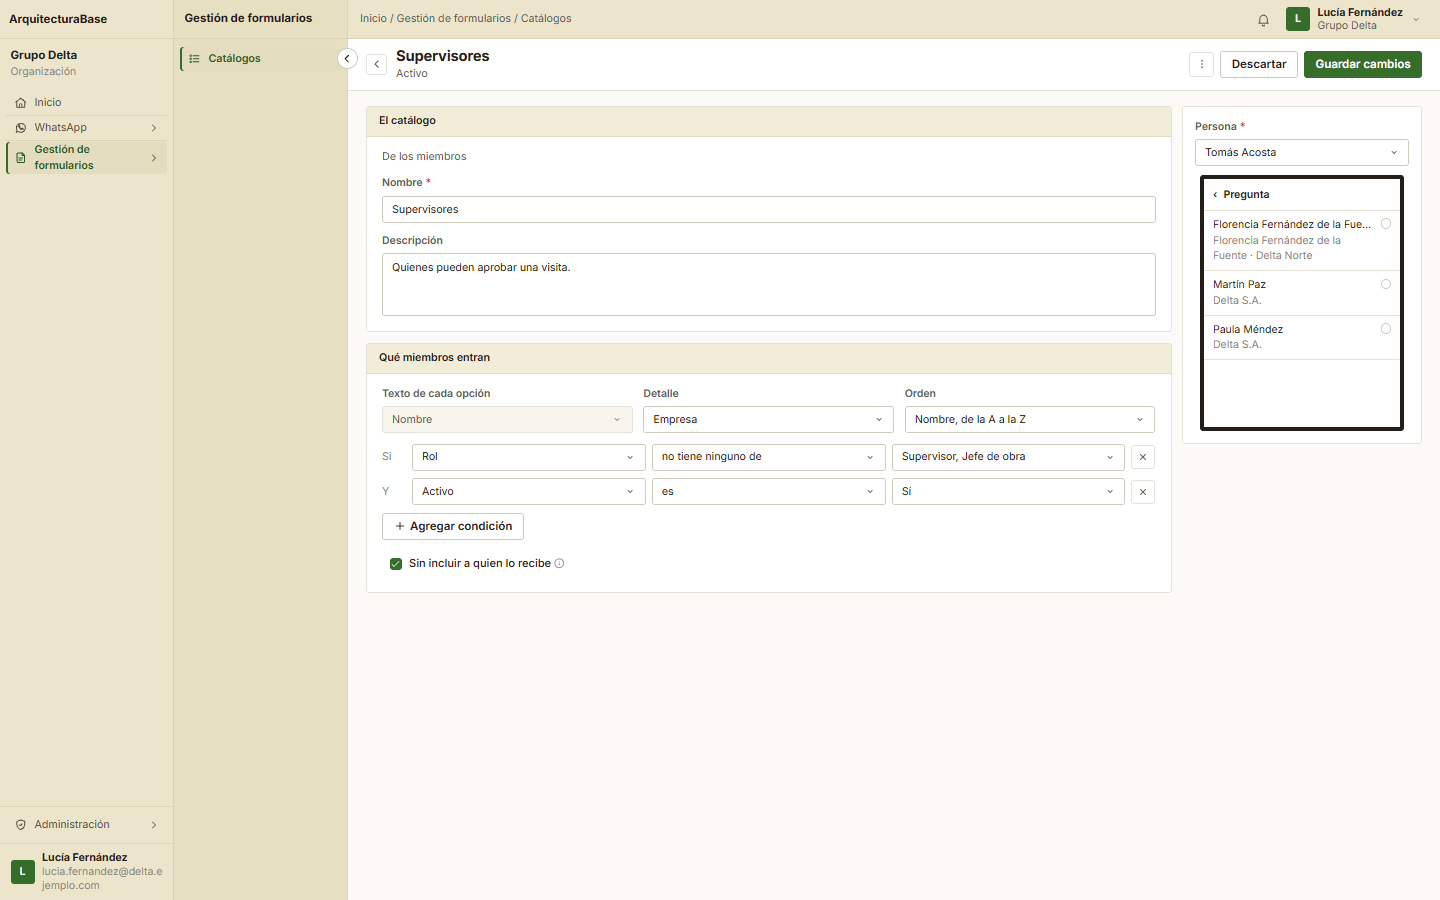 ArquitecturaBase
Grupo Delta
Organización
Inicio
WhatsApp
Gestión de
formularios
Administración
L
Lucía Fernández
lucia.fernandez@delta.e
jemplo.com
Gestión de formularios
Catálogos
Inicio / Gestión de formularios / Catálogos
L
Lucía Fernández
Grupo Delta
Supervisores
Activo
Descartar
Guardar cambios
El catálogo
De los miembros
Nombre *
Supervisores
Descripción
Quienes pueden aprobar una visita.
Qué miembros entran
Texto de cada opción
Detalle
Orden
Nombre
Empresa
Nombre, de la A a la Z
Si
Rol
no tiene ninguno de
Supervisor, Jefe de obra
Y
Activo
es
Sí
Agregar condición
Sin incluir a quien lo recibe
Persona *
Tomás Acosta
Pregunta
Florencia Fernández de la Fue...
Florencia Fernández de la
Fuente · Delta Norte
Martín Paz
Delta S.A.
Paula Méndez
Delta S.A.